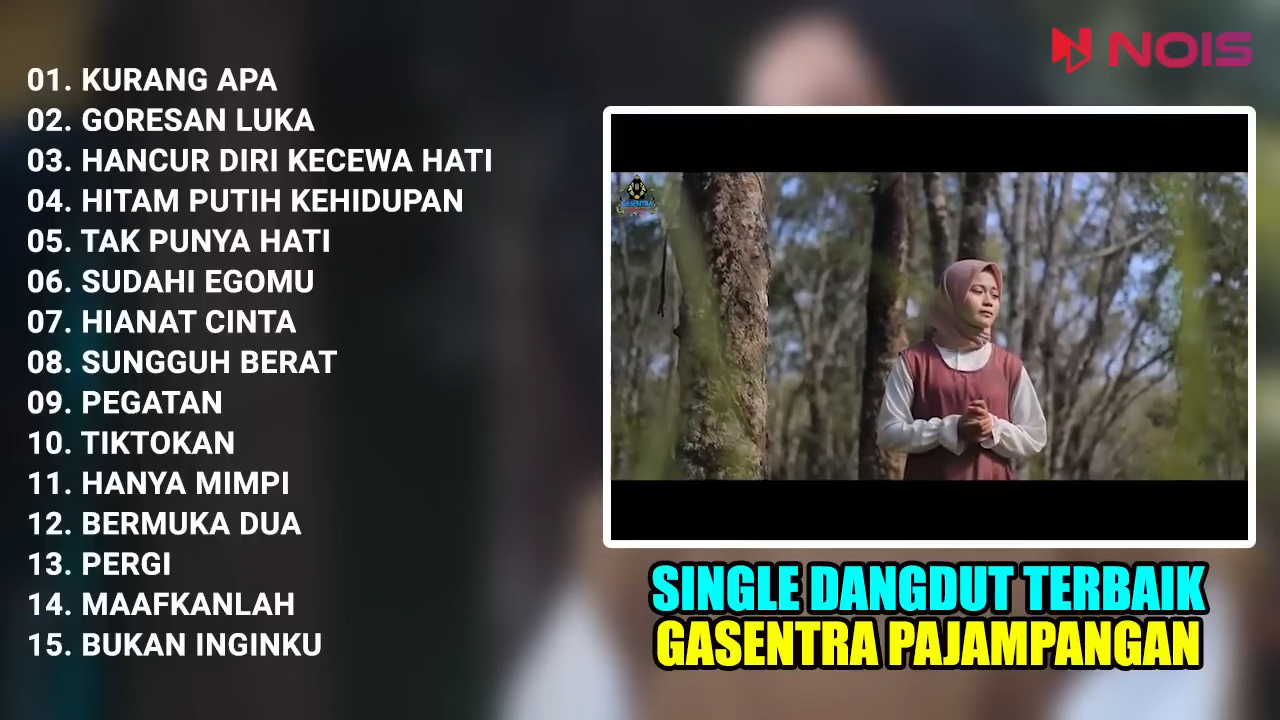 NOIS
01. KURANG APA
02. GORESAN LUKA
03. HANCUR DIRI KECEWA HATI
04. HITAM PUTIH KEHIDUPAN
05. TAK PUNYA HATI
06. SUDAHI EGOMU
07. HIANAT CINTA
08. SUNGGUH BERAT
09. PEGATAN
10. TIKTOKAN
11. HANYA MIMPI
12. BERMUKA DUA
13. PERGI
14. MAAFKANLAH
15. BUKAN INGINKU
GASENTRA
SINGLE DANGDUT TERBAIK
GASENTRA PAJAMPANGAN